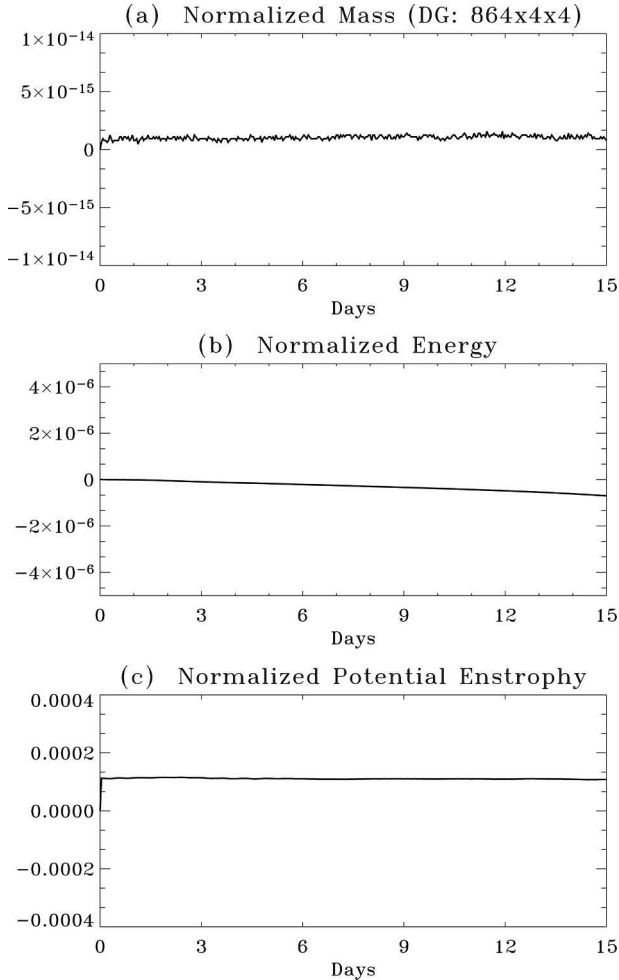 (a) Normalized Mass (DG: 864x4x4)
1×10⁻¹⁴
5×10⁻¹⁵
0
−5×10⁻¹⁵
−1×10⁻¹⁴
0 3 6 9 12 15
Days
(b) Normalized Energy
4×10⁻⁶
2×10⁻⁶
0
−2×10⁻⁶
−4×10⁻⁶
0 3 6 9 12 15
Days
(c) Normalized Potential Enstrophy
0.0004
0.0002
0.0000
−0.0002
−0.0004
0 3 6 9 12 15
Days